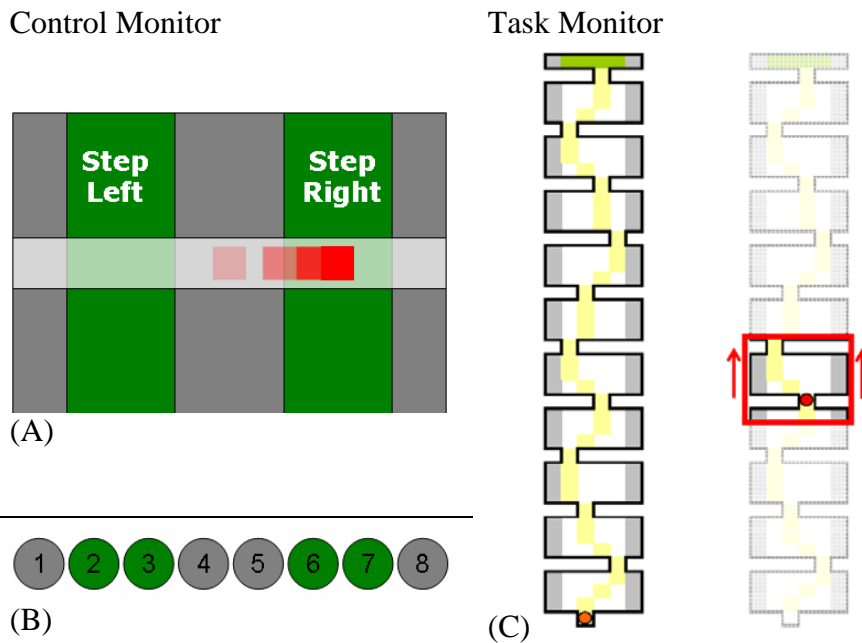 Control Monitor
Step
Left
Step
Right
(A)
1 2 3 4 5 6 7 8
(B)
Task Monitor
(C)